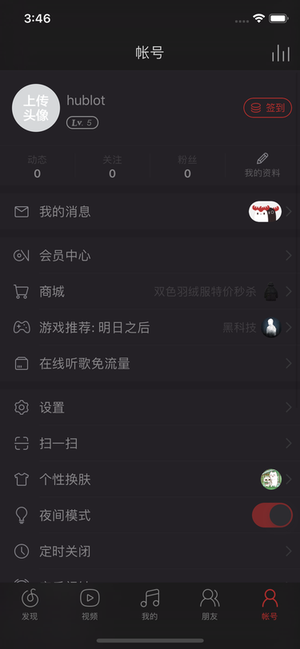 3:46
帐号
上传
头像
hublot
Lv. 5
签到
动态
关注
粉丝
0
0
0
我的资料
我的消息
会员中心
商城
双色羽绒服特价秒杀
游戏推荐: 明日之后
黑科技
在线听歌免流量
设置
扫一扫
个性换肤
夜间模式
定时关闭
发现
视频
我的
朋友
帐号